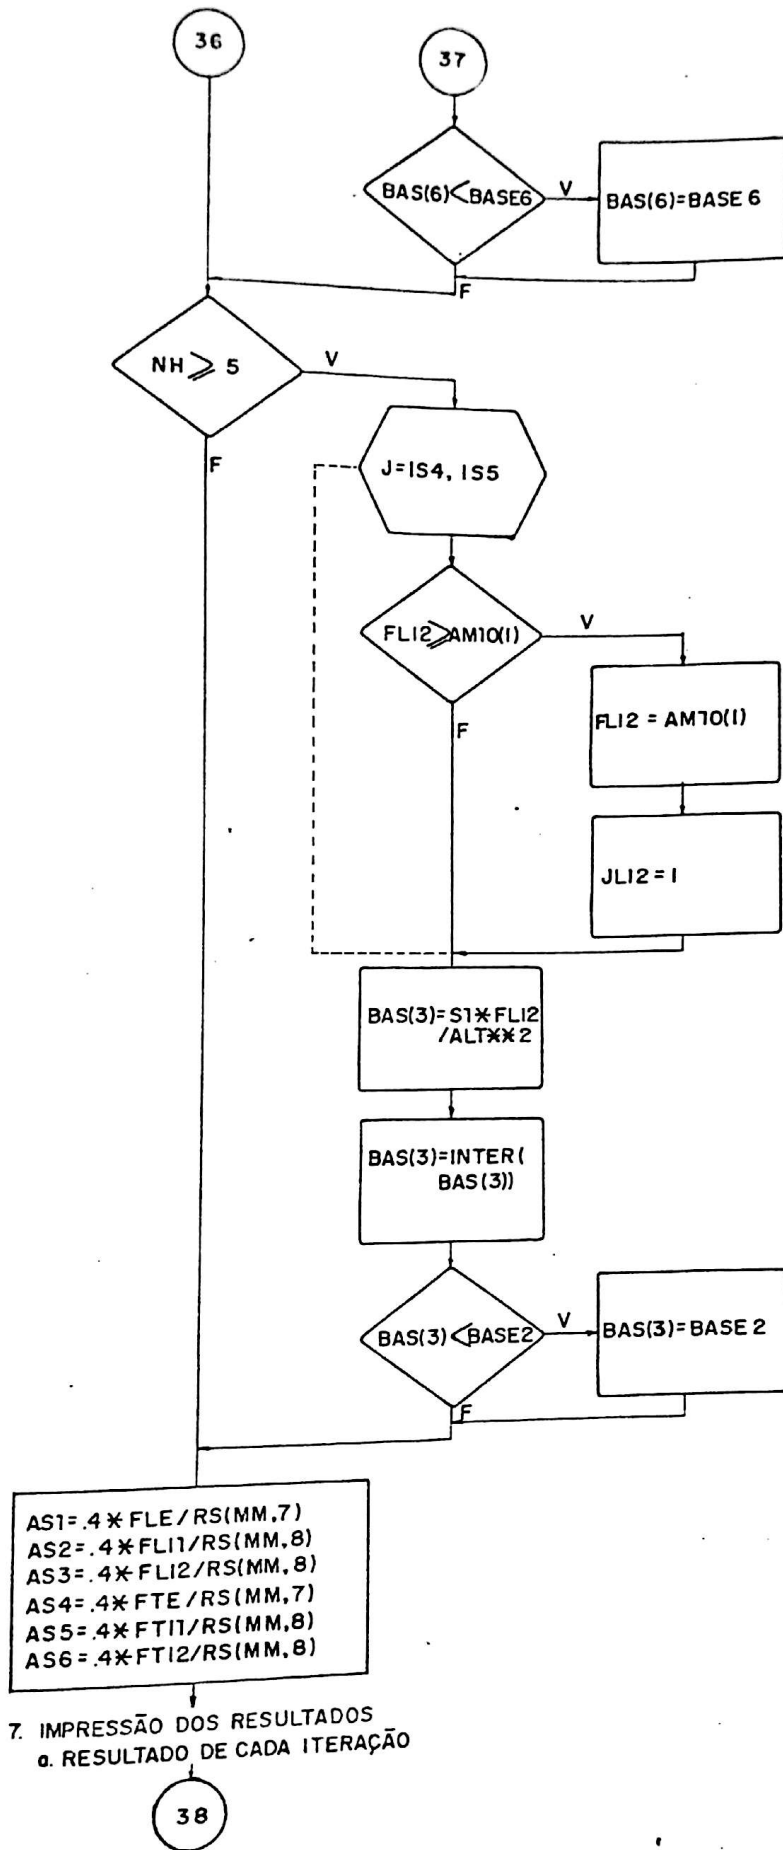 36
37
BAS(6)<BASE6
V
BAS(6)=BASE 6
F
NH ⩾ 5
V
F
J=IS4, IS5
FLI2⩾AM10(1)
V
F
FLI2 = AM10(1)
JLI2 = 1
BAS(3)=S1*FLI2
/ALT**2
BAS(3)=INTER(
BAS(3))
BAS(3)<BASE2
V
BAS(3)=BASE 2
F
AS1=.4*FLE/RS(MM,7)
AS2=.4*FLI1/RS(MM,8)
AS3=.4*FLI2/RS(MM,8)
AS4=.4*FTE/RS(MM,7)
AS5=.4*FTI1/RS(MM,8)
AS6=.4*FTI2/RS(MM,8)
7. IMPRESSÃO DOS RESULTADOS
a. RESULTADO DE CADA ITERAÇÃO
38